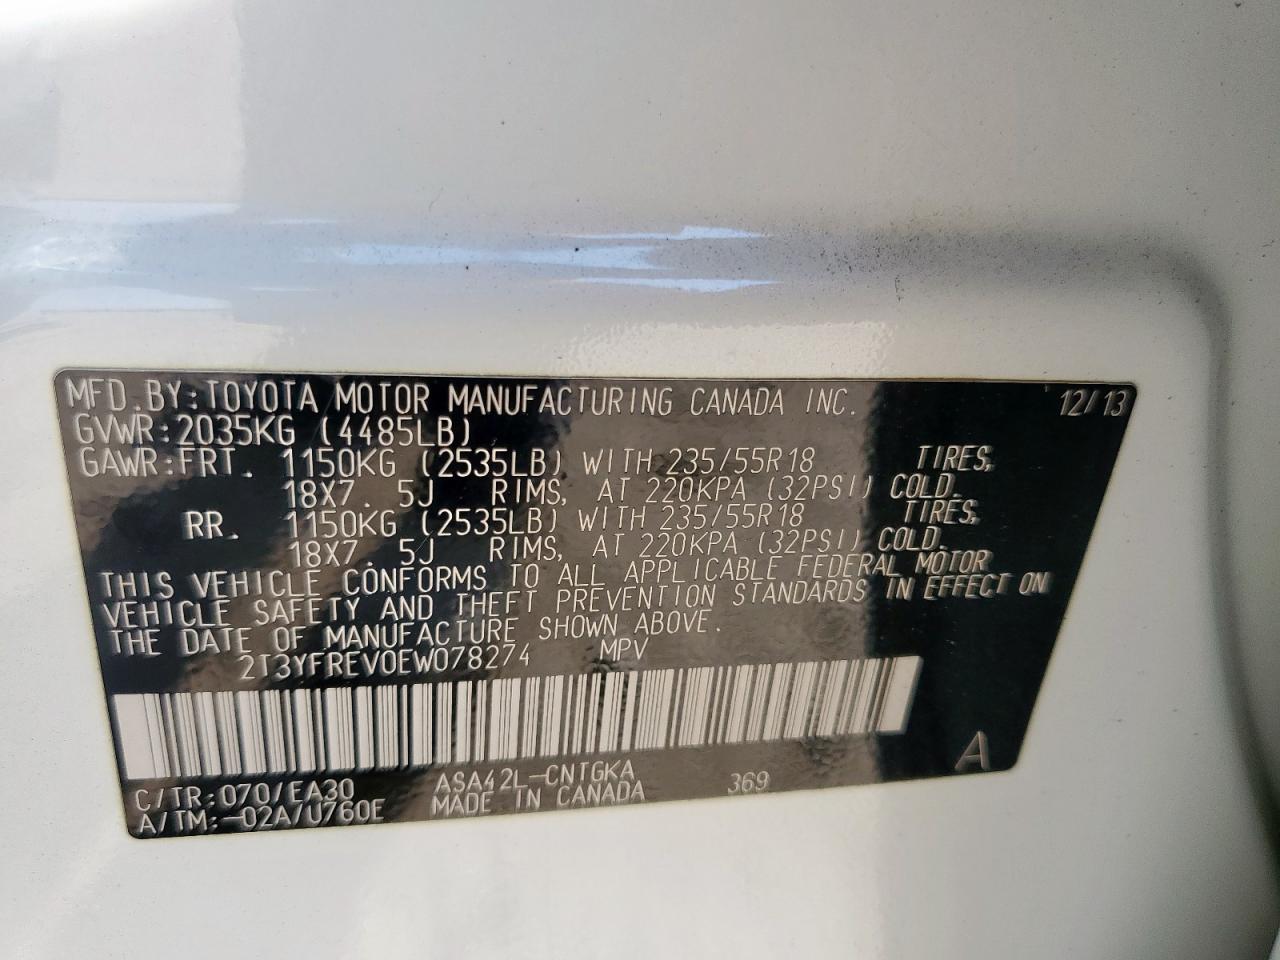 MFD. BY: TOYOTA MOTOR MANUFACTURING CANADA INC. 12/13
GVWR: 2035KG (4485LB)
GAWR: FRT. 1150KG (2535LB) WITH 235/55R18 TIRES,
18X7. 5J RIMS, AT 220KPA (32PSI) COLD.
RR. 1150KG (2535LB) WITH 235/55R18 TIRES,
18X7. 5J RIMS, AT 220KPA (32PSI) COLD.
THIS VEHICLE CONFORMS TO ALL APPLICABLE FEDERAL MOTOR
VEHICLE SAFETY AND THEFT PREVENTION STANDARDS IN EFFECT ON
THE DATE OF MANUFACTURE SHOWN ABOVE.
2T3YFREV0EW078274 MPV
C/TR: 070/EA30 ASA42L-CNTGKA 369 A
A/TM: -02A/U760E MADE IN CANADA